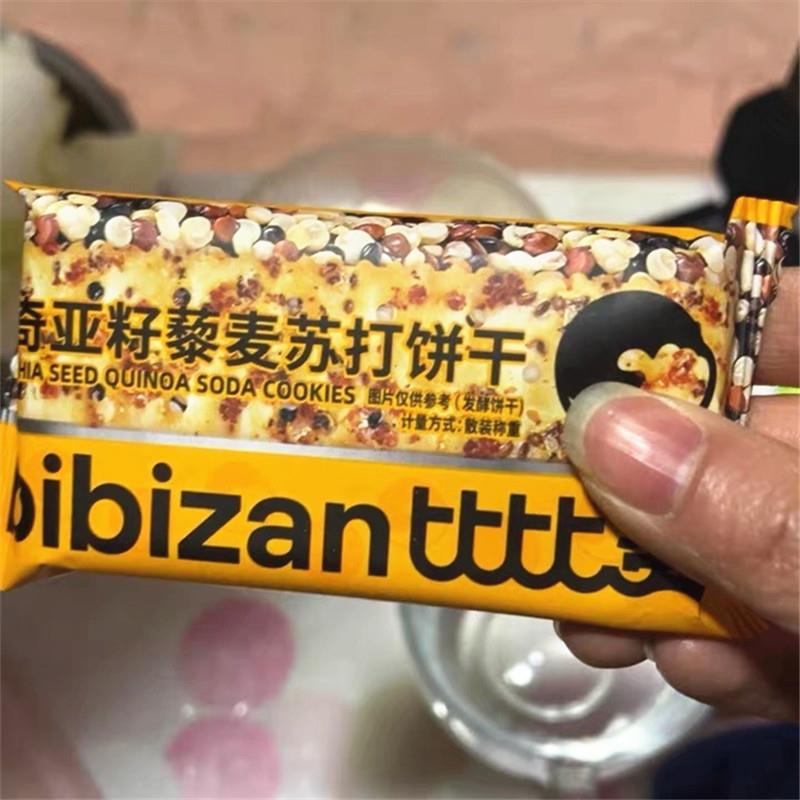 奇亚籽藜麦苏打饼干
HIA SEED QUINOA SODA COOKIES
图片仅供参考(发酵饼干)
计量方式:散装称重
bibizan